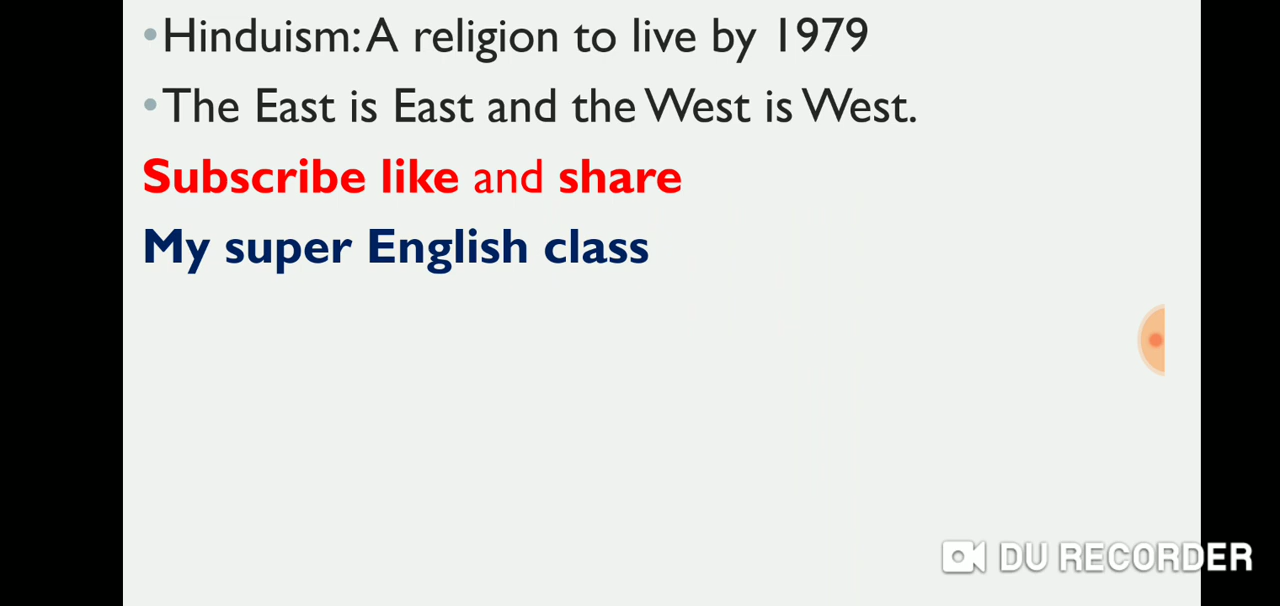 •Hinduism: A religion to live by 1979
•The East is East and the West is West.
Subscribe like and share
My super English class
DU RECORDER